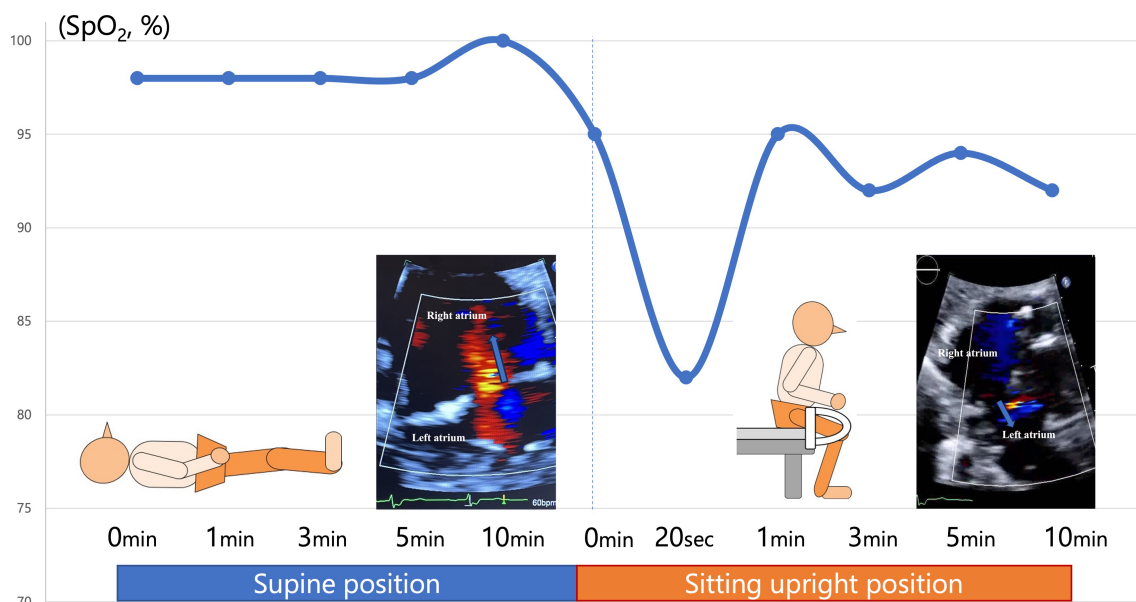 (SpO₂, %)
100
95
90
85
80
75
70
Right atrium
Left atrium
60bpm
Right atrium
Left atrium
0min 1min 3min 5min 10min 0min 20sec 1min 3min 5min 10min
Supine position Sitting upright position